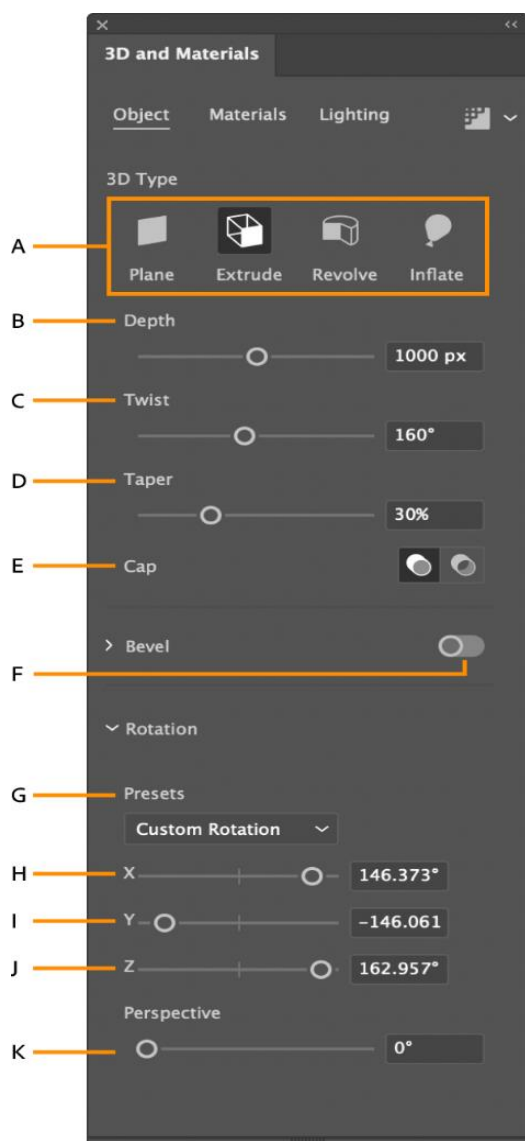 3D and Materials
Object Materials Lighting
3D Type
A
Plane Extrude Revolve Inflate
B Depth
1000 px
C Twist
160°
D Taper
30%
E Cap
Bevel
F
Rotation
G Presets
Custom Rotation
H X 146.373°
I Y -146.061
J Z 162.957°
Perspective
K 0°